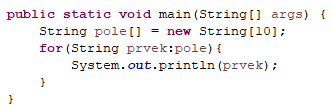 public static void main(String[] args) {
    String pole[] = new String[10];
    for(String prvek:pole){
        System.out.println(prvek);
    }
}